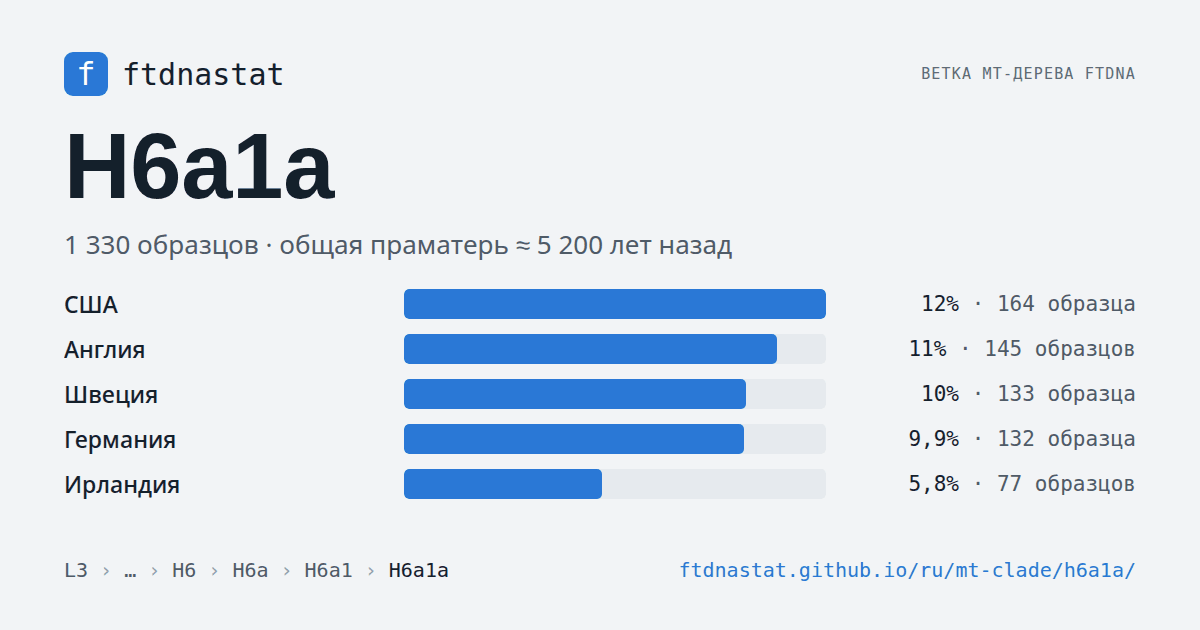 f ftdnastat
ВЕТКА МТ-ДЕРЕВА FTDNA
H6a1a
1 330 образцов · общая праматерь ≈ 5 200 лет назад
США 12% · 164 образца
Англия 11% · 145 образцов
Швеция 10% · 133 образца
Германия 9,9% · 132 образца
Ирландия 5,8% · 77 образцов
L3 › … › H6 › H6a › H6a1 › H6a1a
ftdnastat.github.io/ru/mt-clade/h6a1a/